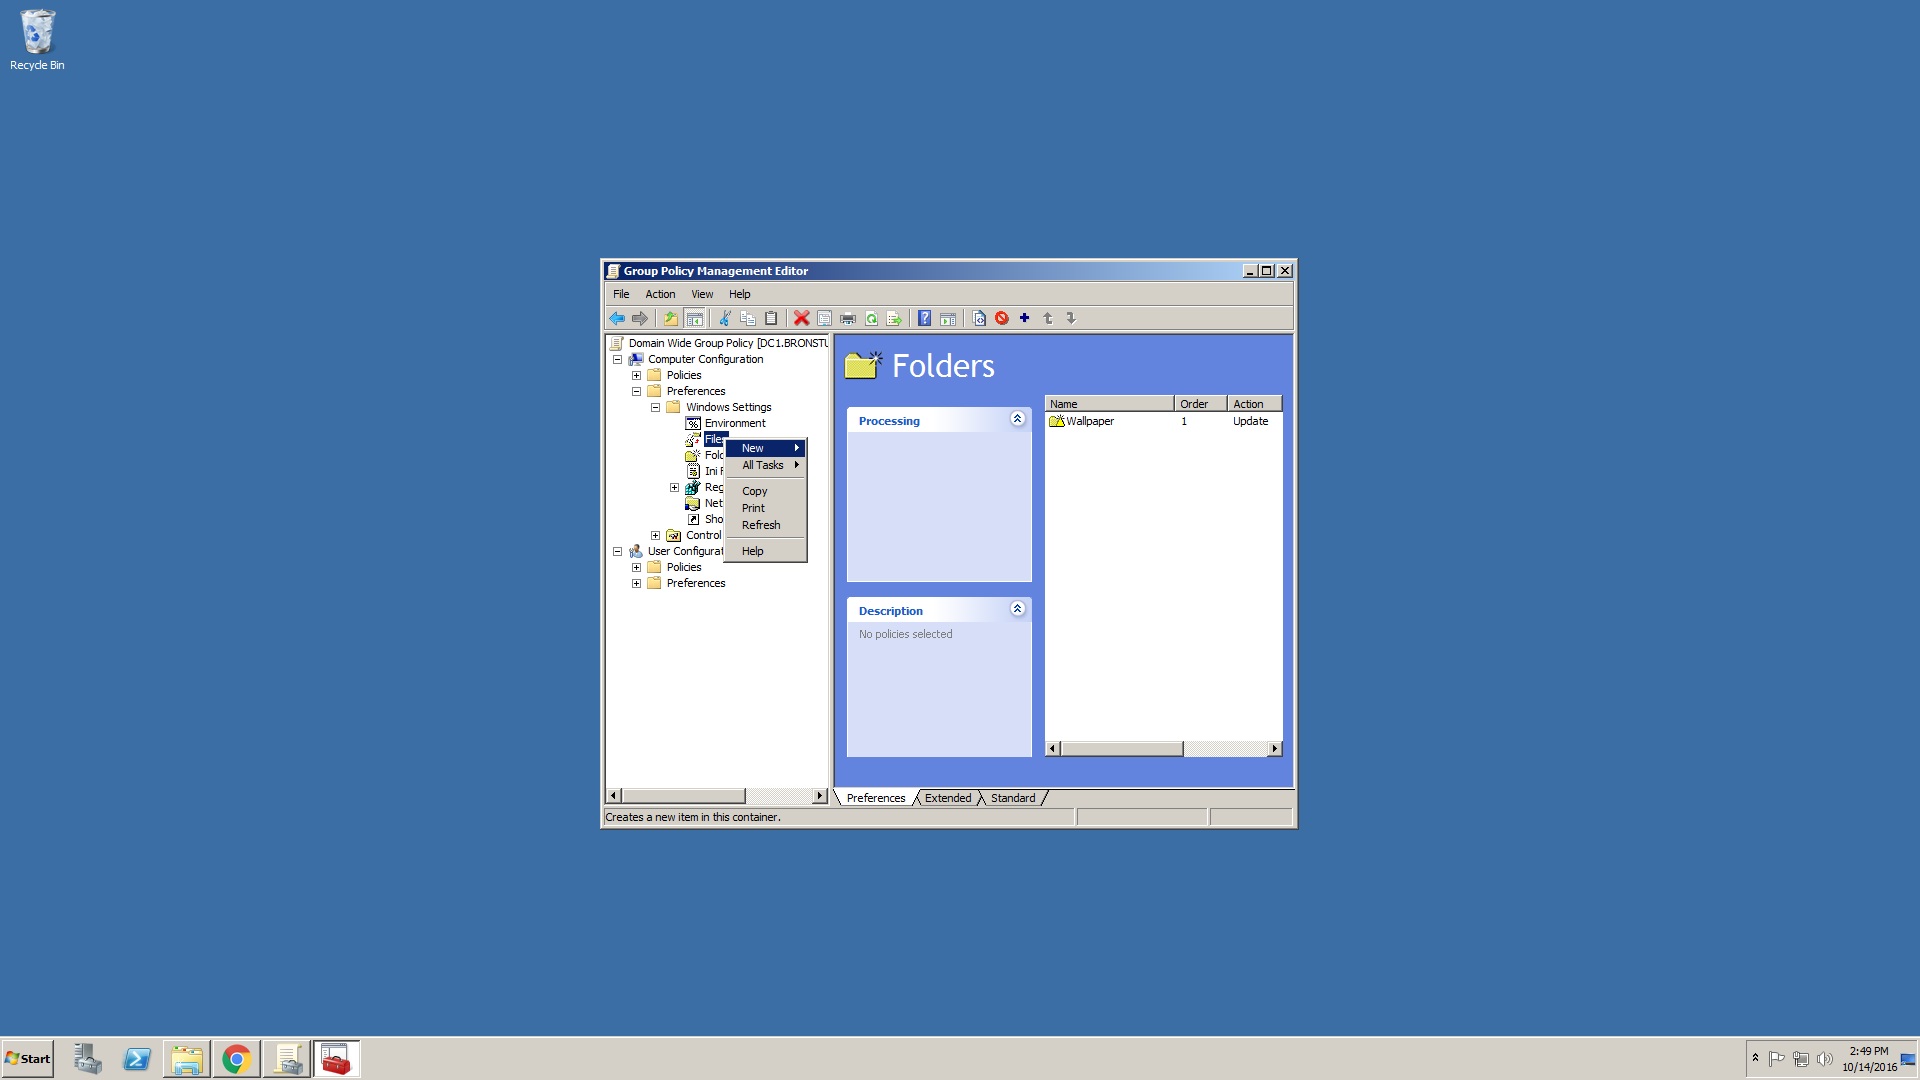 Recycle Bin
Group Policy Management Editor
File Action View Help
Domain Wide Group Policy [DC1.BRONSTU
Computer Configuration
Policies
Preferences
Windows Settings
Environment
Files
Fold
Ini F
Reg
Net
Sho
Control
User Configurat
Policies
Preferences
New
All Tasks
Copy
Print
Refresh
Help
Folders
Processing
Description
No policies selected
Name Order Action
Wallpaper 1 Update
Preferences Extended Standard
Creates a new item in this container.
Start
2:49 PM
10/14/2016